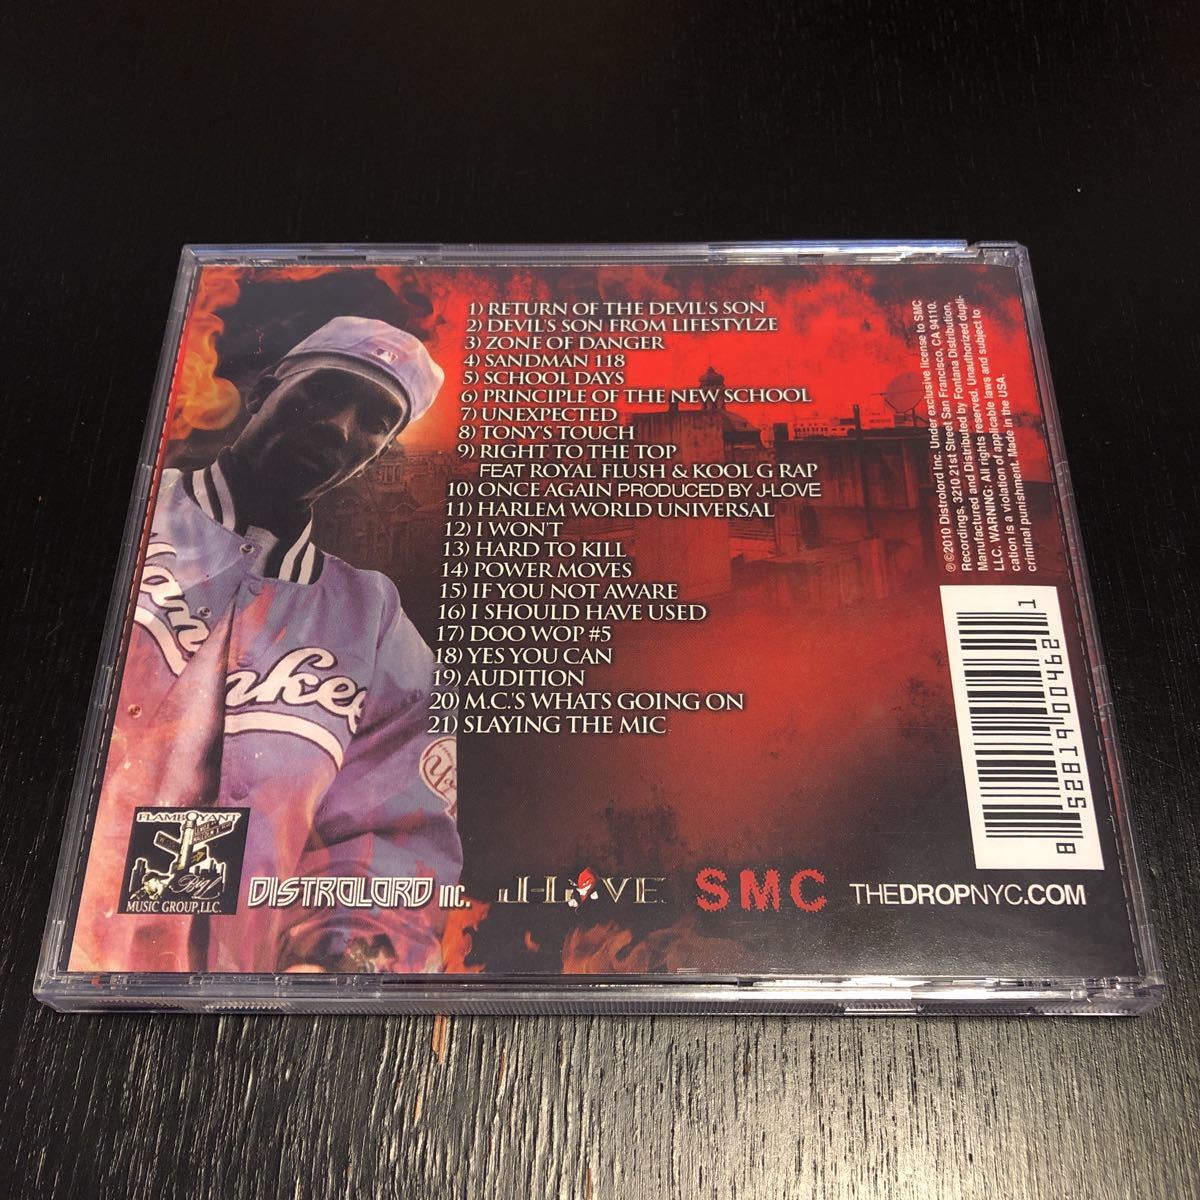 1) RETURN OF THE DEVIL'S SON
2) DEVIL'S SON FROM LIFESTYLZE
3) ZONE OF DANGER
4) SANDMAN 118
5) SCHOOL DAYS
6) PRINCIPLE OF THE NEW SCHOOL
7) UNEXPECTED
8) TONY'S TOUCH
9) RIGHT TO THE TOP
FEAT ROYAL FLUSH & KOOL G RAP
10) ONCE AGAIN PRODUCED BY J-LOVE
11) HARLEM WORLD UNIVERSAL
12) I WON'T
13) HARD TO KILL
14) POWER MOVES
15) IF YOU NOT AWARE
16) I SHOULD HAVE USED
17) DOO WOP #5
18) YES YOU CAN
19) AUDITION
20) M.C.'S WHATS GOING ON
21) SLAYING THE MIC
℗©2010 Distrolord Inc. Under exclusive license to SMC
Recordings, 3210 21st Street San Francisco, CA 94110.
Manufactured and Distributed by Fontana Distribution,
LLC. WARNING: All rights reserved. Unauthorized dupli-
cation is a violation of applicable laws and subject to
criminal punishment. Made in the USA.
8 52819 00462 1
nkee
FLAMBOYANT
Big L
MUSIC GROUP, LLC.
DISTROLORD INC.
J-LOVE
SMC
THEDROPNYC.COM